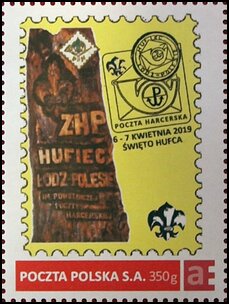 ZHP
HUFIEC
ŁÓDŹ-POLESIE
POCZTA HARCERSKA
6 - 7 KWIETNIA 2019
ŚWIĘTO HUFCA
POCZTA POLSKA S.A. 350g a